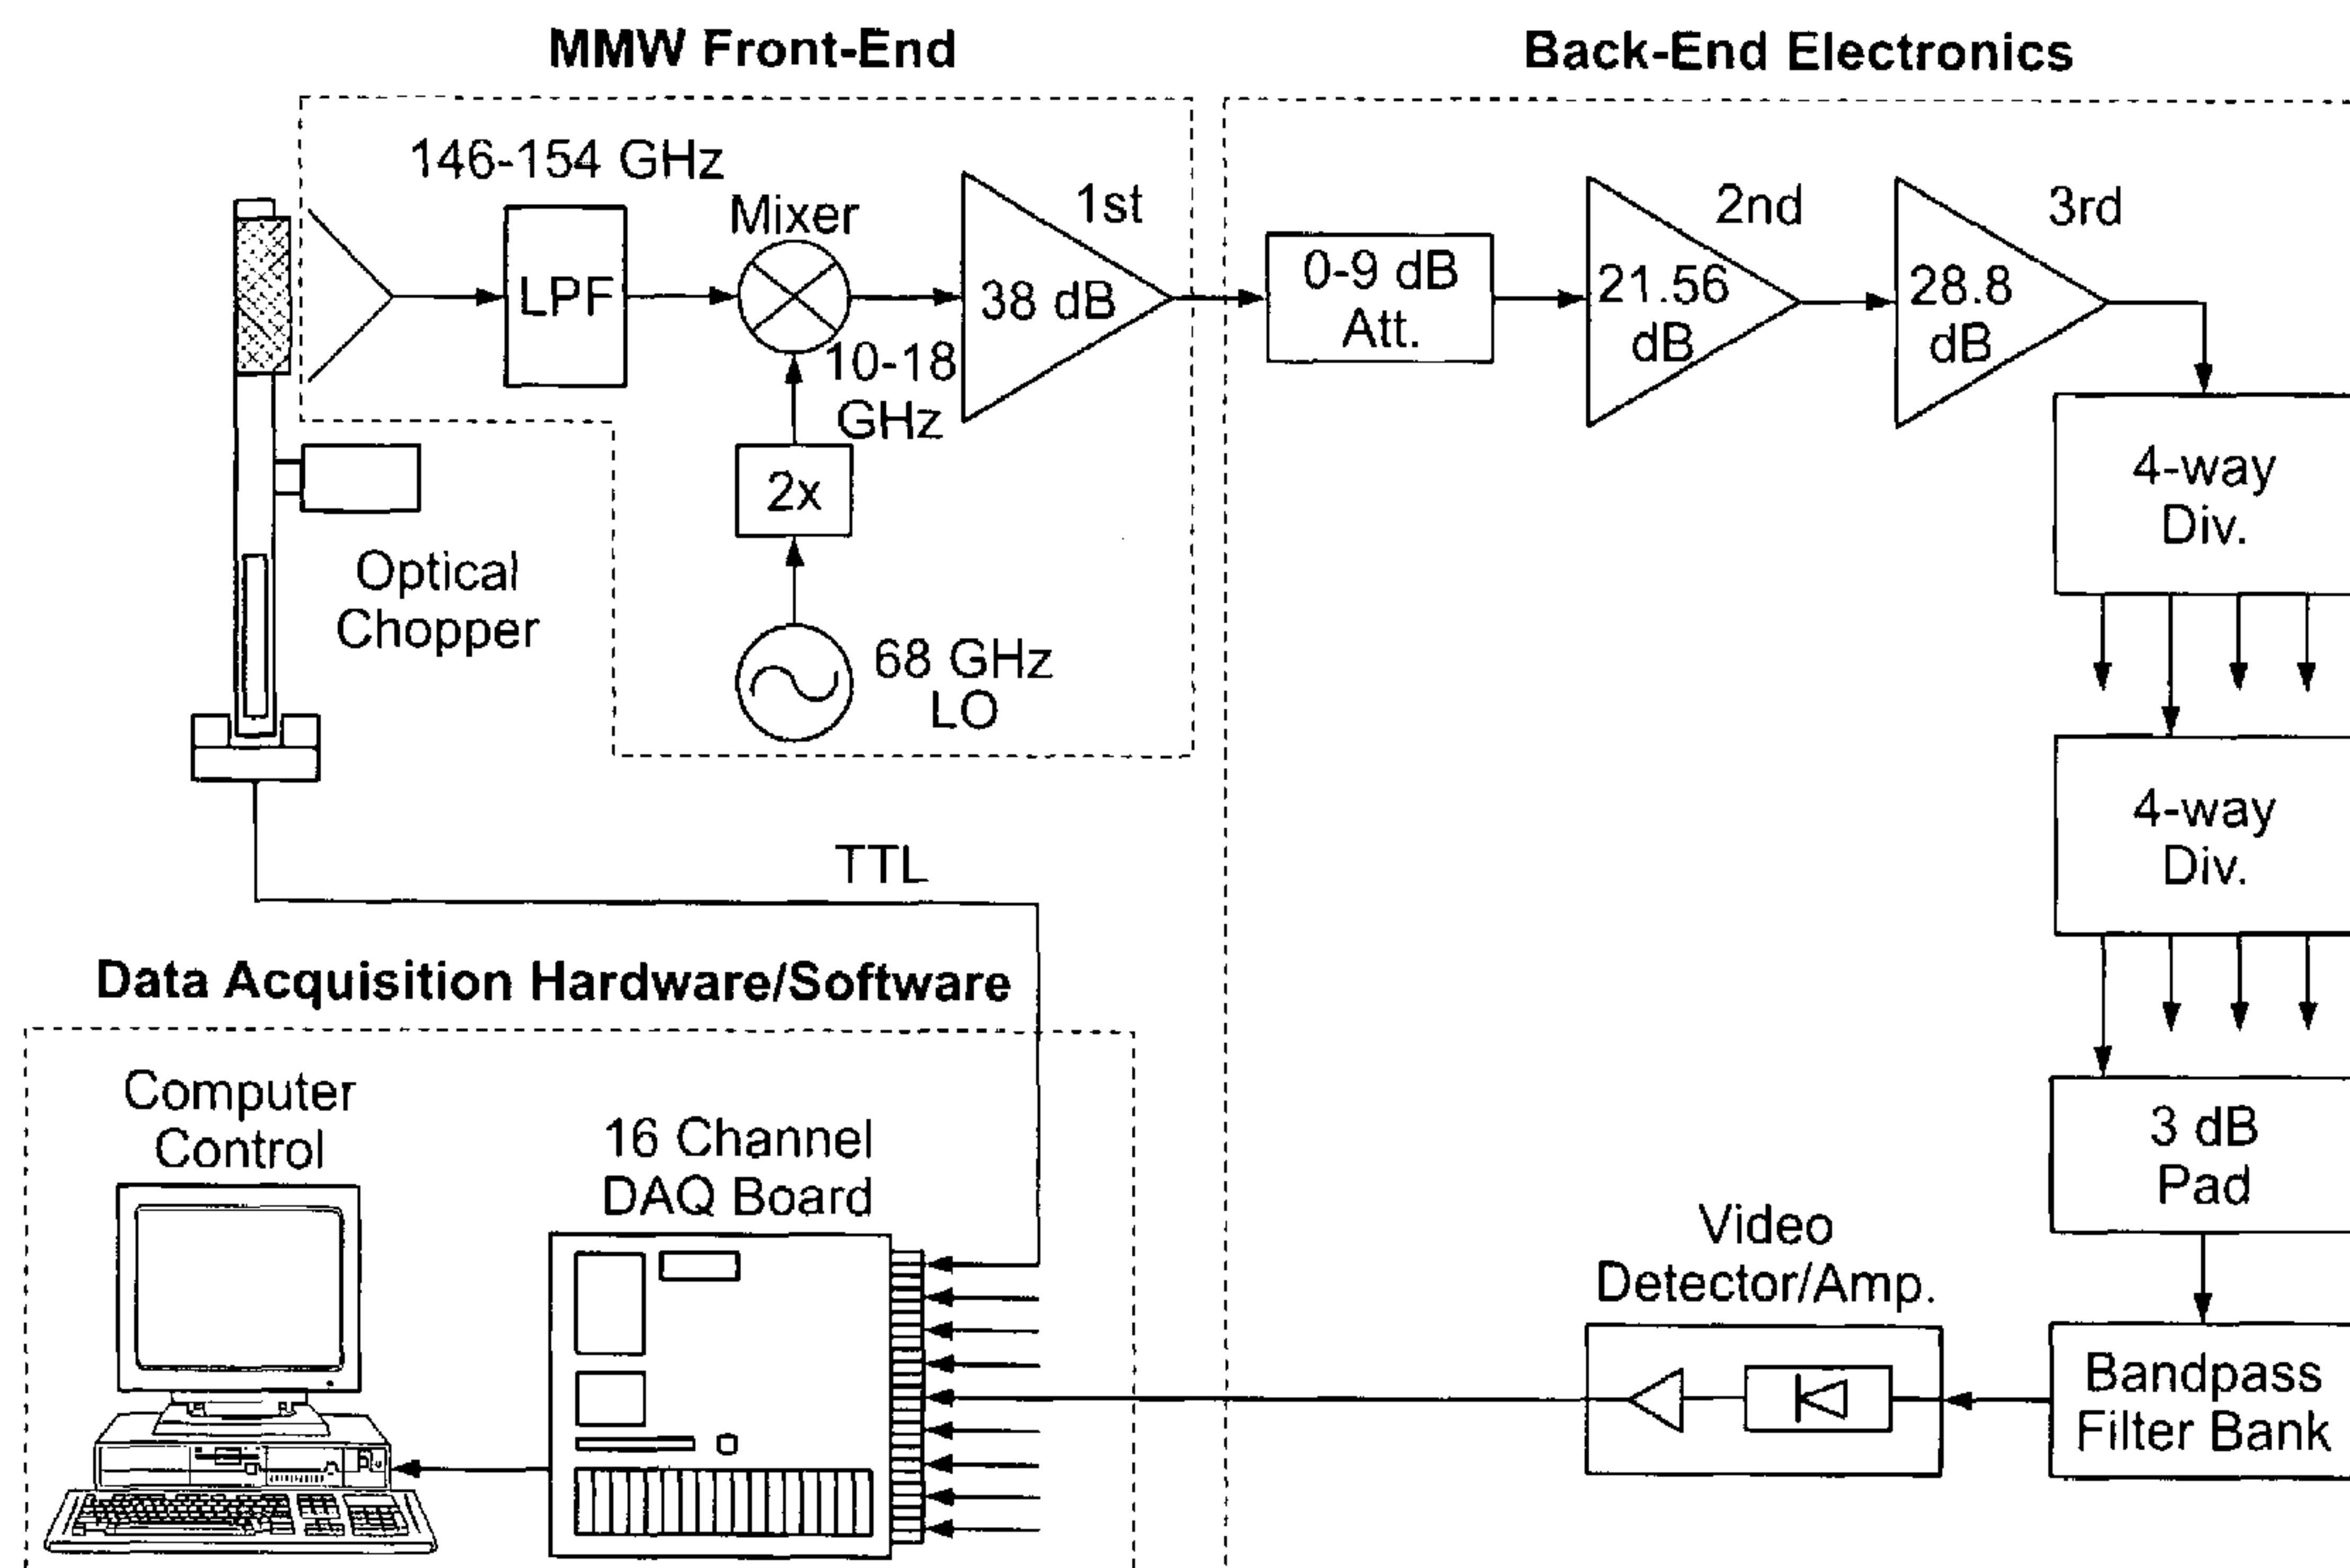 MMW Front-End
Back-End Electronics
146-154 GHz
LPF
Mixer
10-18
GHz
1st
38 dB
2x
68 GHz
LO
Optical
Chopper
0-9 dB
Att.
2nd
21.56
dB
3rd
28.8
dB
4-way
Div.
4-way
Div.
3 dB
Pad
Bandpass
Filter Bank
Video
Detector/Amp.
TTL
Data Acquisition Hardware/Software
Computer
Control
16 Channel
DAQ Board